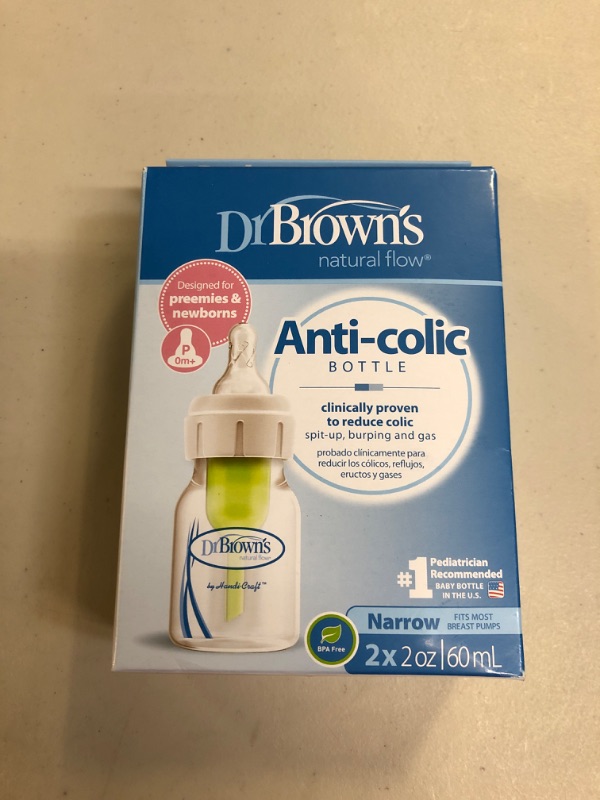 Dr Brown's
natural flow®
Designed for
preemies &
newborns
P
0m+
Anti-colic
BOTTLE
clinically proven
to reduce colic
spit-up, burping and gas
probado clínicamente para
reducir los cólicos, reflujos,
eructos y gases
Dr Brown's
natural flow®
by Handi-Craft™
#1 Pediatrician
Recommended
BABY BOTTLE
IN THE U.S.
BPA Free
Narrow FITS MOST
BREAST PUMPS
2x 2 oz|60 mL